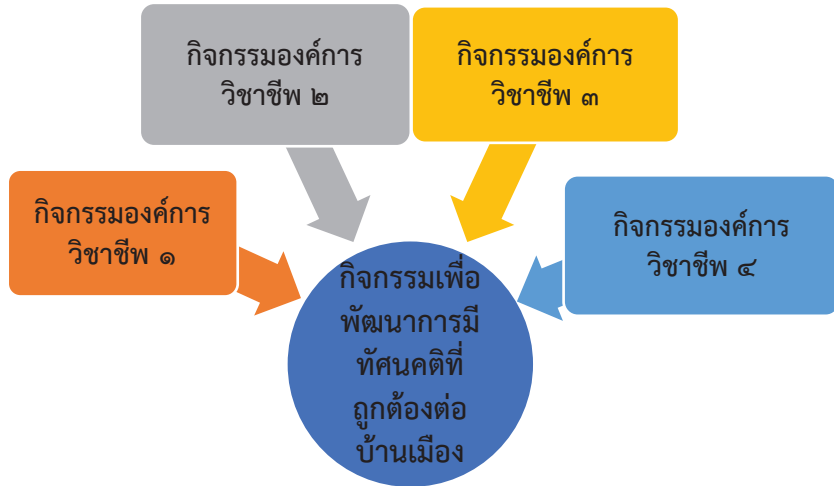 กิจกรรมองค์การ
วิชาชีพ ๑
กิจกรรมองค์การ
วิชาชีพ ๒
กิจกรรมองค์การ
วิชาชีพ ๓
กิจกรรมองค์การ
วิชาชีพ ๔
กิจกรรมเพื่อ
พัฒนาการมี
ทัศนคติที่
ถูกต้องต่อ
บ้านเมือง